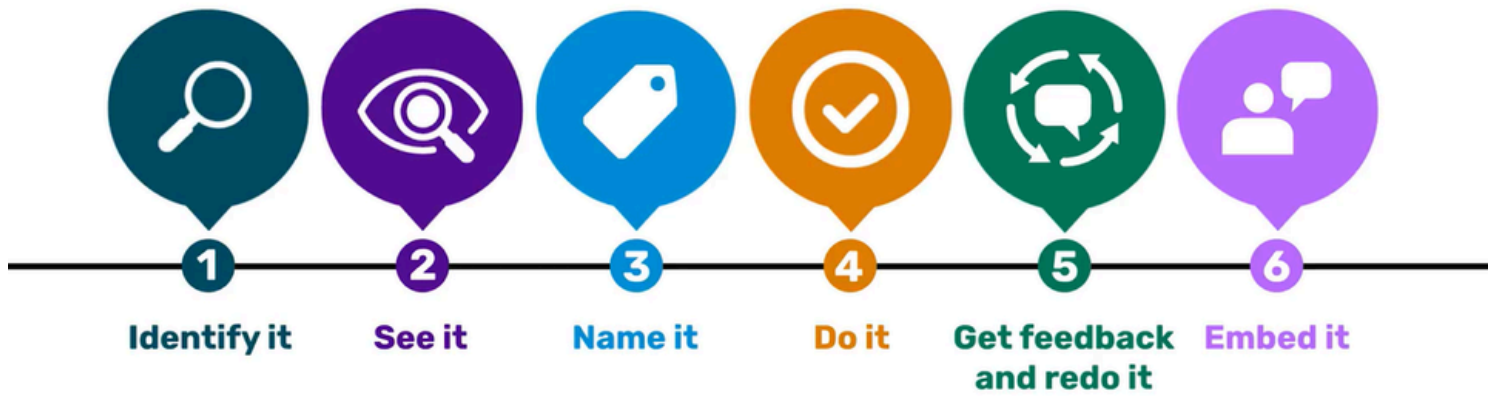 1
2
3
4
5
6
Identify it
See it
Name it
Do it
Get feedback
and redo it
Embed it